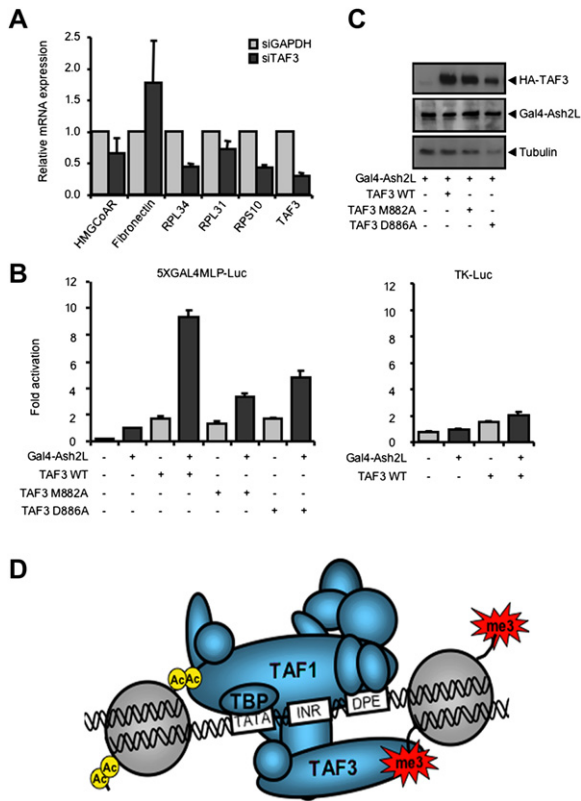 A
siGAPDH
siTAF3
Relative mRNA expression
2.5
2.0
1.5
1.0
0.5
0.0
HMGCoAR
Fibronectin
RPL34
RPL31
RPS10
TAF3
C
HA-TAF3
Gal4-Ash2L
Tubulin
Gal4-Ash2L + + + +
TAF3 WT - + - -
TAF3 M882A - - + -
TAF3 D886A - - - +
B
5XGAL4MLP-Luc
Fold activation
12
10
8
6
4
2
0
Gal4-Ash2L - + - + - + - +
TAF3 WT - - + + - - - -
TAF3 M882A - - - - + + - -
TAF3 D886A - - - - - - + +
TK-Luc
12
10
8
6
4
2
0
Gal4-Ash2L - + - +
TAF3 WT - - + +
D
me3
TAF1
Ac Ac
TBP
TATA
INR
DPE
TAF3
me3
Ac
Ac